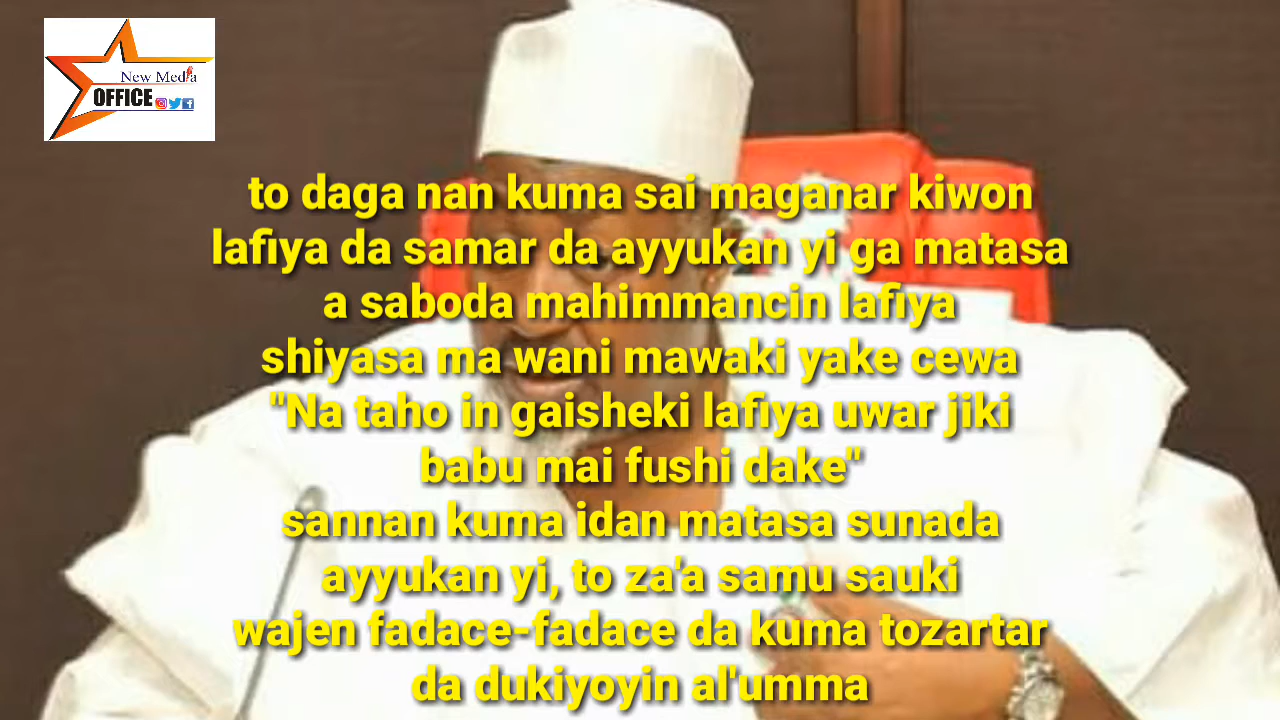 New Media
OFFICE
to daga nan kuma sai maganar kiwon
lafiya da samar da ayyukan yi ga matasa
a saboda mahimmancin lafiya
shiyasa ma wani mawaki yake cewa
"Na taho in gaisheki lafiya uwar jiki
babu mai fushi dake"
sannan kuma idan matasa sunada
ayyukan yi, to za'a samu sauki
wajen fadace-fadace da kuma tozartar
da dukiyoyin al'umma